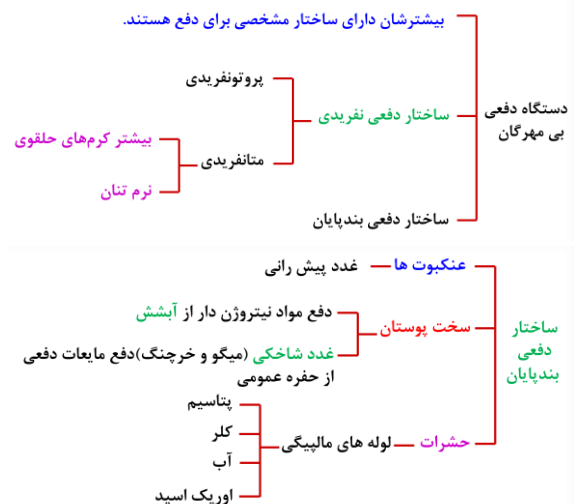 دستگاه دفعی
بی مهرگان
بیشترشان دارای ساختار مشخصی برای دفع هستند.
ساختار دفعی نفریدی
پروتونفریدی
متانفریدی
بیشتر کرم‌های حلقوی
نرم تنان
ساختار دفعی بندپایان
ساختار
دفعی
بندپایان
عنکبوت ها
غدد پیش رانی
سخت پوستان
دفع مواد نیتروژن دار از آبشش
غدد شاخکی (میگو و خرچنگ)دفع مایعات دفعی
از حفره عمومی
حشرات
لوله های مالپیگی
پتاسیم
کلر
آب
اوریک اسید